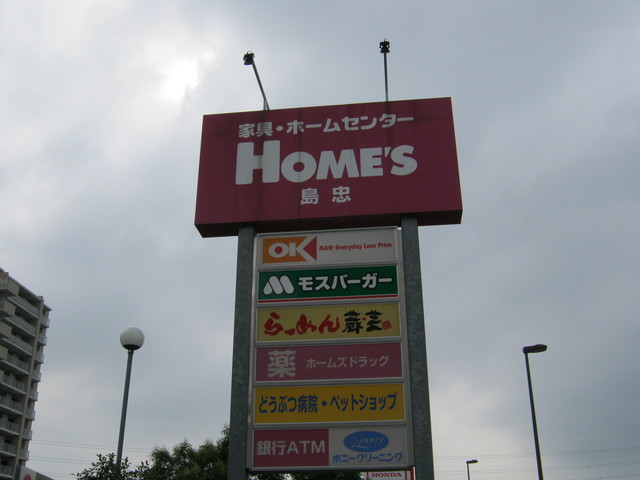 家具・ホームセンター
HOME'S
島忠
OK
Everyday Low Price
モスバーガー
らーめん 蔵芸
薬 ホームズドラッグ
どうぶつ病院・ペットショップ
銀行ATM
ポニークリーニング
HONDA